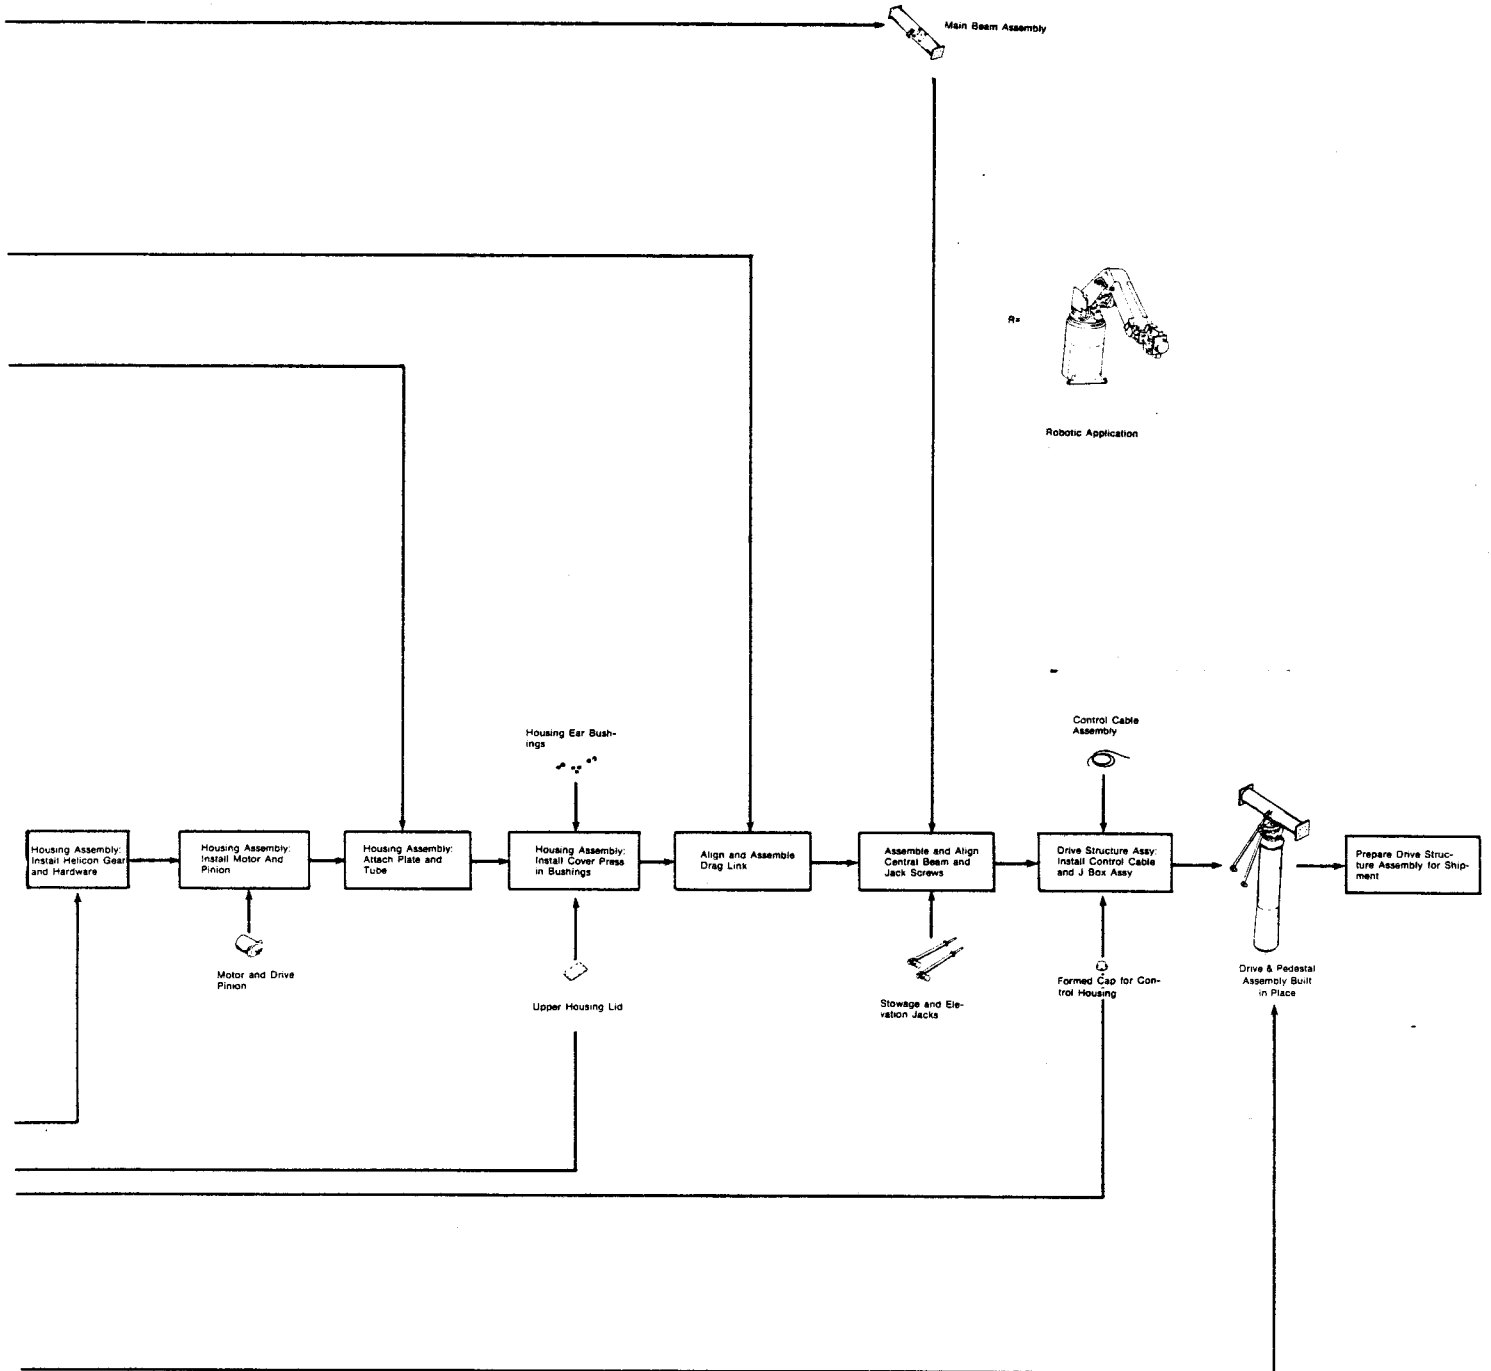 Main Beam Assembly
R=
Robotic Application
Housing Ear Bush-
ings
Control Cable
Assembly
Housing Assembly:
Install Helicon Gear
and Hardware
Housing Assembly:
Install Motor And
Pinion
Housing Assembly:
Attach Plate and
Tube
Housing Assembly:
Install Cover Press
in Bushings
Align and Assemble
Drag Link
Assemble and Align
Central Beam and
Jack Screws
Drive Structure Assy:
Install Control Cable
and J Box Assy
Prepare Drive Struc-
ture Assembly for Ship-
ment
Motor and Drive
Pinion
Upper Housing Lid
Stowage and Ele-
vation Jacks
Formed Cap for Con-
trol Housing
Drive & Pedestal
Assembly Built
in Place